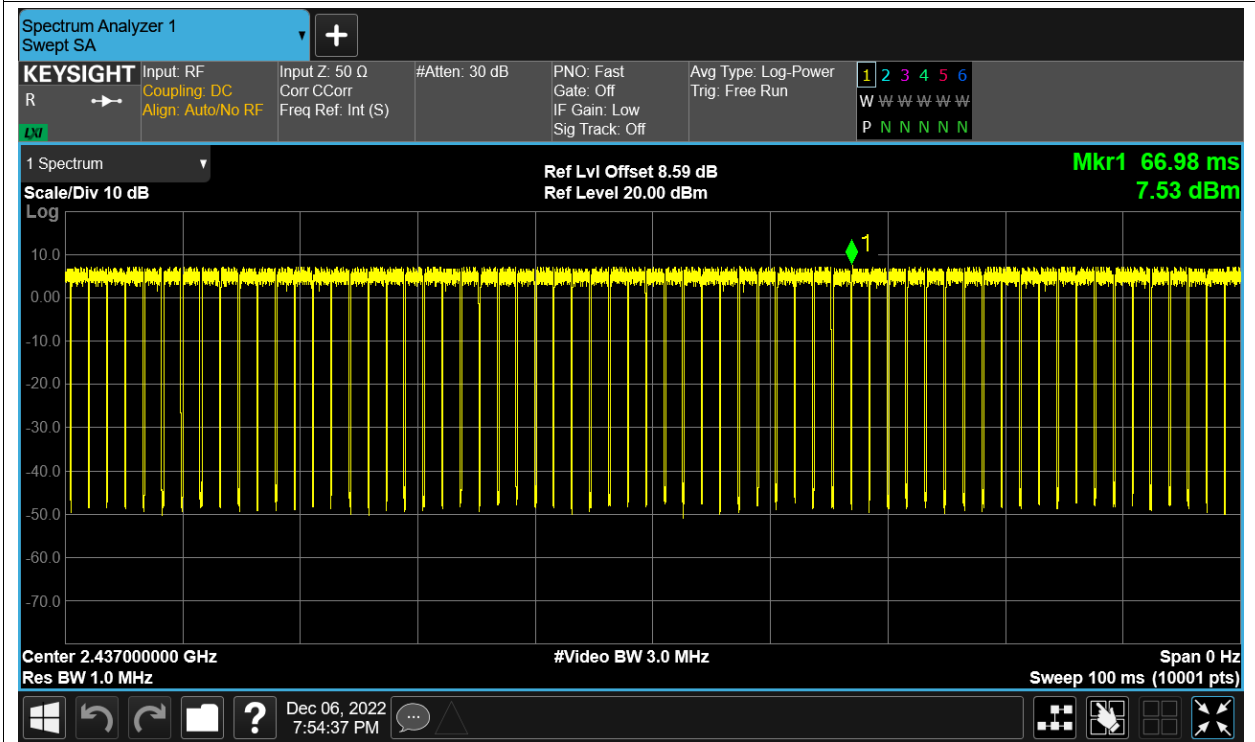 Spectrum Analyzer 1
Swept SA
+
KEYSIGHT
R
LXI
Input: RF
Coupling: DC
Align: Auto/No RF
Input Z: 50 Ω
Corr CCorr
Freq Ref: Int (S)
#Atten: 30 dB
PNO: Fast
Gate: Off
IF Gain: Low
Sig Track: Off
Avg Type: Log-Power
Trig: Free Run
1 2 3 4 5 6
W W W W W W
P N N N N N
1 Spectrum
Scale/Div 10 dB
Log
Ref Lvl Offset 8.59 dB
Ref Level 20.00 dBm
Mkr1 66.98 ms
7.53 dBm
1
10.0
0.00
-10.0
-20.0
-30.0
-40.0
-50.0
-60.0
-70.0
Center 2.437000000 GHz
Res BW 1.0 MHz
#Video BW 3.0 MHz
Span 0 Hz
Sweep 100 ms (10001 pts)
?
Dec 06, 2022
7:54:37 PM